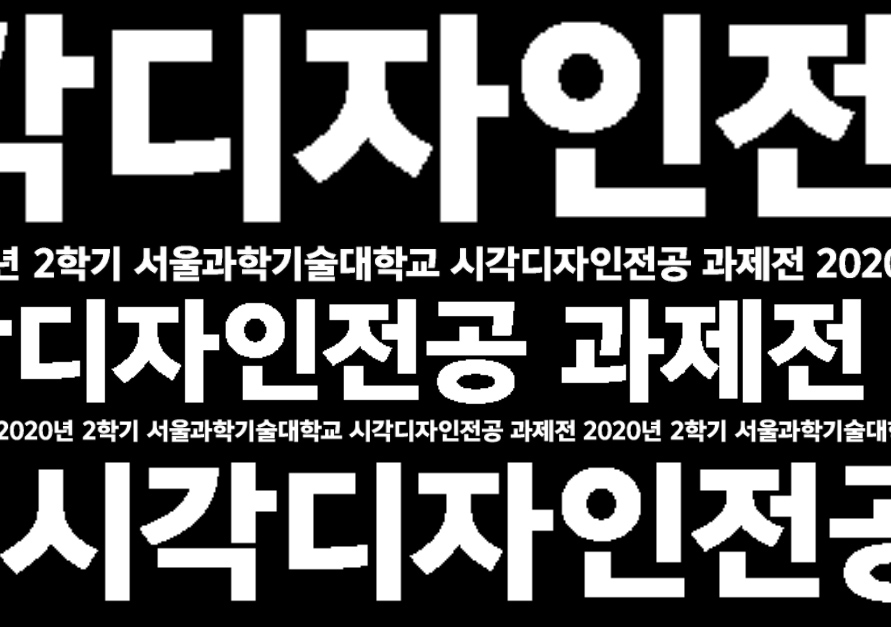 각디자인전
년 2학기 서울과학기술대학교 시각디자인전공 과제전 2020
각디자인전공 과제전
2020년 2학기 서울과학기술대학교 시각디자인전공 과제전 2020년 2학기 서울과학기술대학
시각디자인전공